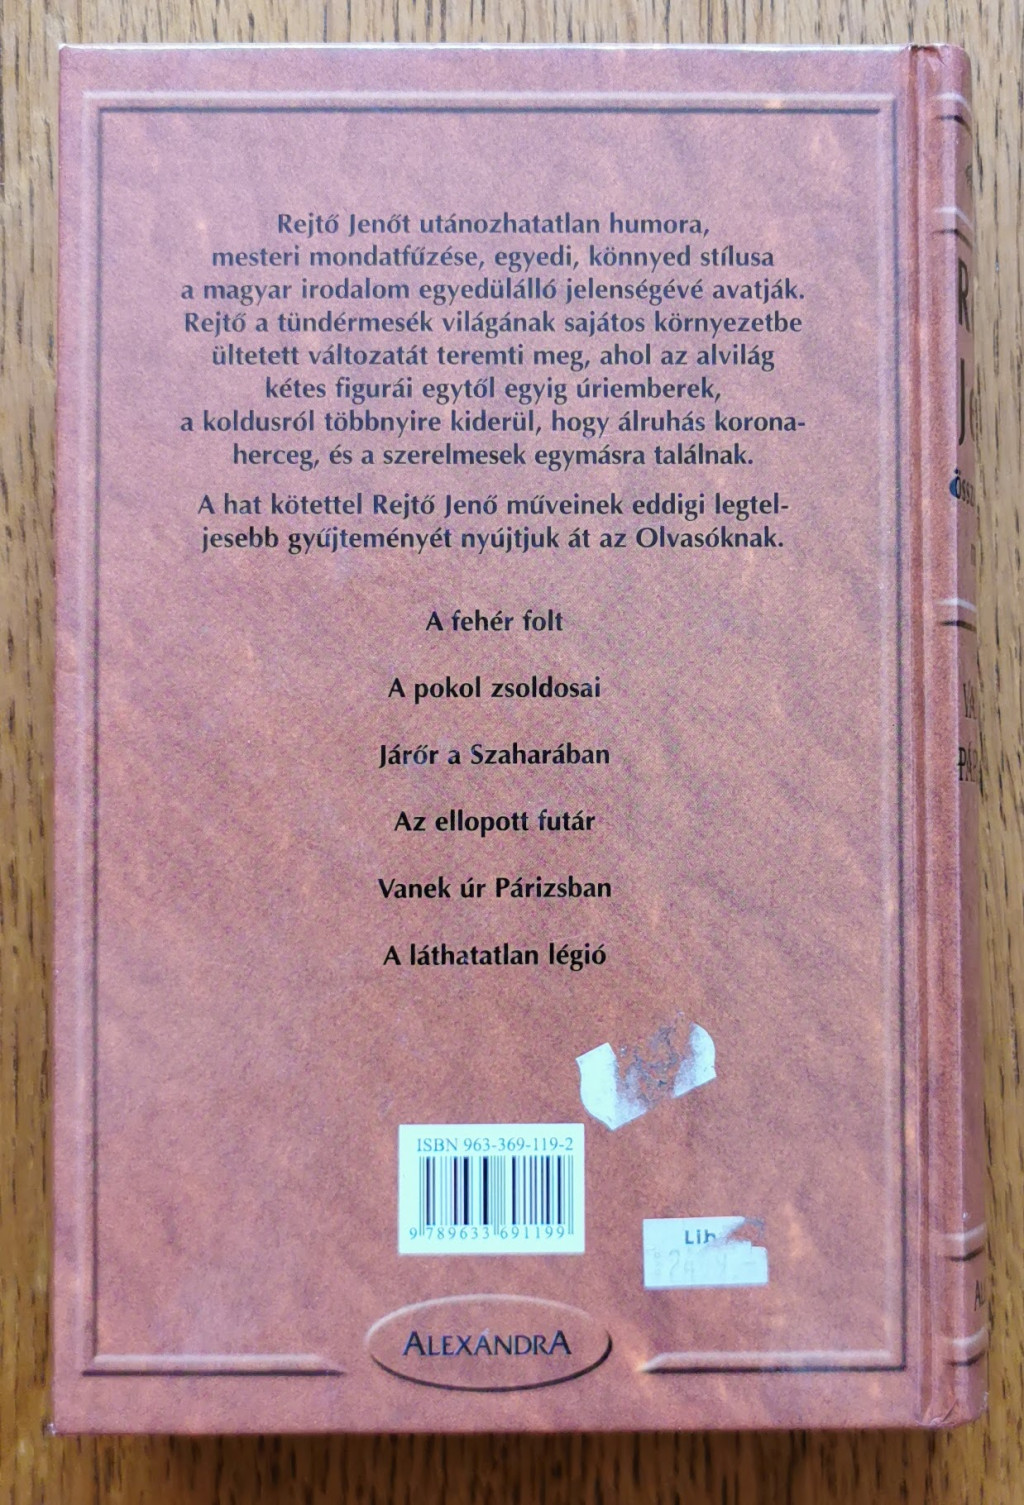 Rejtő Jenőt utánozhatatlan humora,
mesteri mondatfűzése, egyedi, könnyed stílusa
a magyar irodalom egyedülálló jelenségévé avatják.
Rejtő a tündérmesék világának sajátos környezetbe
ültetett változatát teremti meg, ahol az alvilág
kétes figurái egytől egyig úriemberek,
a koldusról többnyire kiderül, hogy álruhás korona-
herceg, és a szerelmesek egymásra találnak.
A hat kötettel Rejtő Jenő műveinek eddigi legtel-
jesebb gyűjteményét nyújtjuk át az Olvasóknak.
A fehér folt
A pokol zsoldosai
Járőr a Szaharában
Az ellopott futár
Vanek úr Párizsban
A láthatatlan légió
ISBN 963-369-119-2
9 789633 691199
ALEXANDRA